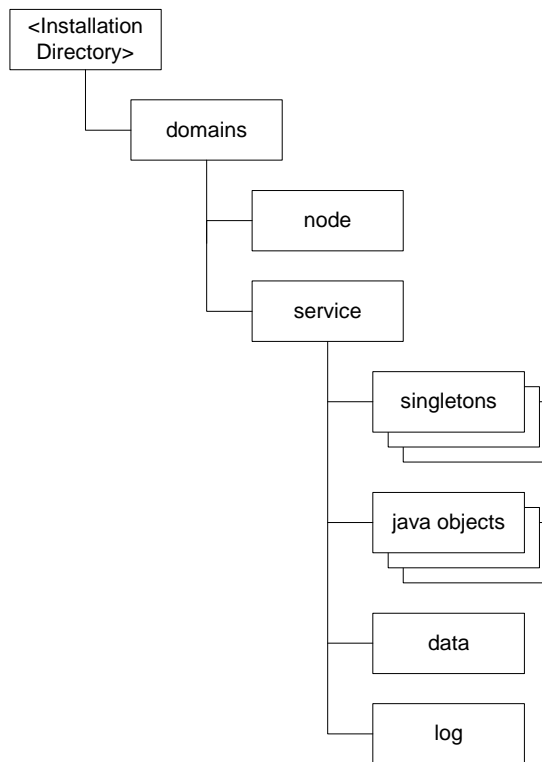 <Installation
Directory>
domains
node
service
singletons
java objects
data
log